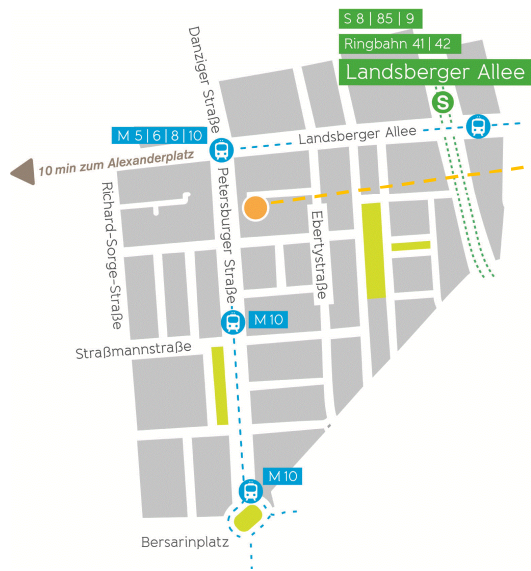 S 8 | 85 | 9
Ringbahn 41 | 42
Landsberger Allee
S
Danziger Straße
M 5 | 6 | 8 | 10
Landsberger Allee
10 min zum Alexanderplatz
Richard-Sorge-Straße
Petersburger Straße
Ebertystraße
M 10
Straßmannstraße
M 10
Bersarinplatz